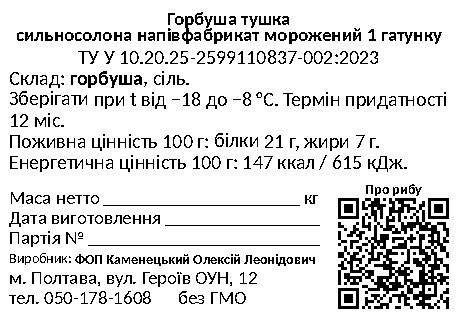 Горбуша тушка
сильносолона напівфабрикат морожений 1 гатунку
ТУ У 10.20.25-2599110837-002:2023
Склад: горбуша, сіль.
Зберігати при t від −18 до −8 °С. Термін придатності
12 міс.
Поживна цінність 100 г: білки 21 г, жири 7 г.
Енергетична цінність 100 г: 147 ккал / 615 кДж.
Маса нетто ____________________ кг
Дата виготовлення ________________
Партія № ________________________
Про рибу
Виробник: ФОП Каменецький Олексій Леонідович
м. Полтава, вул. Героїв ОУН, 12
тел. 050-178-1608 без ГМО